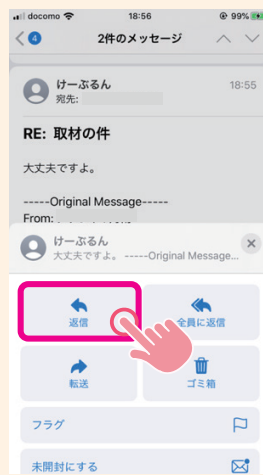 docomo 18:56 99%
4 2件のメッセージ
けーぶるん 18:55
宛先:
RE: 取材の件
大丈夫ですよ。
-----Original Message-----
From:
けーぶるん
大丈夫ですよ。 -----Original Message...
返信 全員に返信
転送 ゴミ箱
フラグ
未開封にする